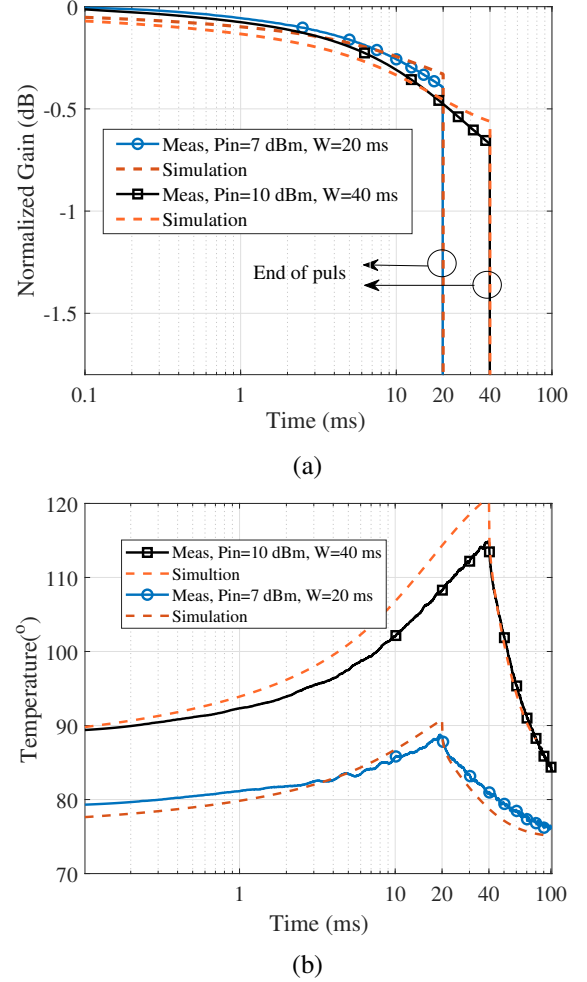 0
-0.5
-1
-1.5
Normalized Gain (dB)
Meas, Pin=7 dBm, W=20 ms
Simulation
Meas, Pin=10 dBm, W=40 ms
Simulation
End of puls
0.1 1 10 20 40 100
Time (ms)
(a)
120
110
100
90
80
70
Temperature(o)
Meas, Pin=10 dBm, W=40 ms
Simultion
Meas, Pin=7 dBm, W=20 ms
Simulation
1 10 20 40 100
Time (ms)
(b)